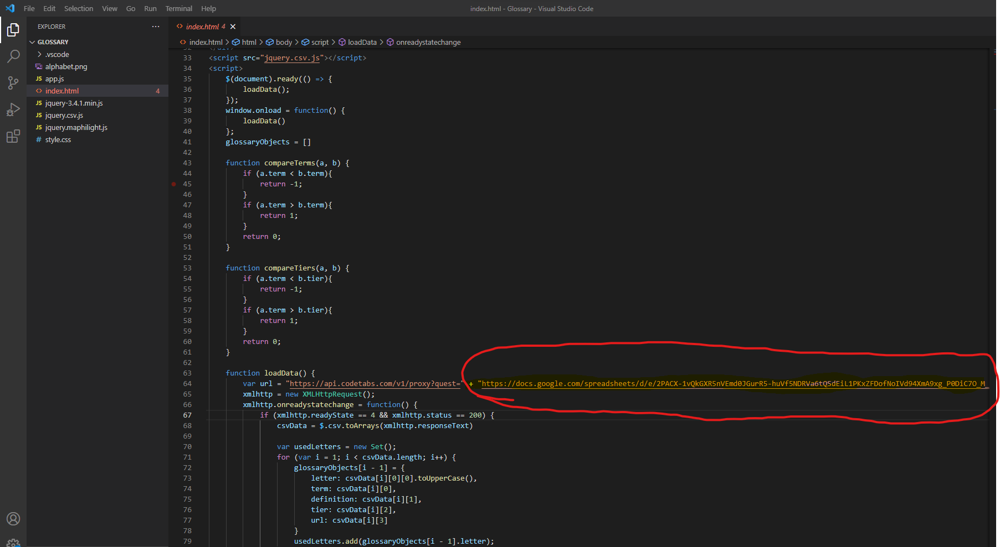 File Edit Selection View Go Run Terminal Help
index.html - Glossary - Visual Studio Code
EXPLORER
GLOSSARY
.vscode
alphabet.png
JS app.js
index.html 4
JS jquery-3.4.1.min.js
JS jquery.csv.js
JS jquery.maphilight.js
# style.css
index.html 4
index.html > html > body > script > loadData > onreadystatechange
32 </div>
33 <script src="jquery.csv.js"></script>
34 <script>
35 $(document).ready(() => {
36 loadData();
37 });
38 window.onload = function() {
39 loadData()
40 };
41 glossaryObjects = []
42
43 function compareTerms(a, b) {
44 if (a.term < b.term){
45 return -1;
46 }
47 if (a.term > b.term){
48 return 1;
49 }
50 return 0;
51 }
52
53 function compareTiers(a, b) {
54 if (a.term < b.tier){
55 return -1;
56 }
57 if (a.term > b.tier){
58 return 1;
59 }
60 return 0;
61 }
62
63 function loadData() {
64 var url = "https://api.codetabs.com/v1/proxy?quest=" + "https://docs.google.com/spreadsheets/d/e/2PACX-1vQkGXR5nVEmd0JGurR5-huVf5NDRVa6tQSdEiL1PKxZFDofNoIVd94XmA9xg_P0DiC7O_M_
65 xmlhttp = new XMLHttpRequest();
66 xmlhttp.onreadystatechange = function() {
67 if (xmlhttp.readyState == 4 && xmlhttp.status == 200) {
68 csvData = $.csv.toArrays(xmlhttp.responseText)
69
70 var usedLetters = new Set();
71 for (var i = 1; i < csvData.length; i++) {
72 glossaryObjects[i - 1] = {
73 letter: csvData[i][0][0].toUpperCase(),
74 term: csvData[i][0],
75 definition: csvData[i][1],
76 tier: csvData[i][2],
77 url: csvData[i][3]
78 }
79 usedLetters.add(glossaryObjects[i - 1].letter);